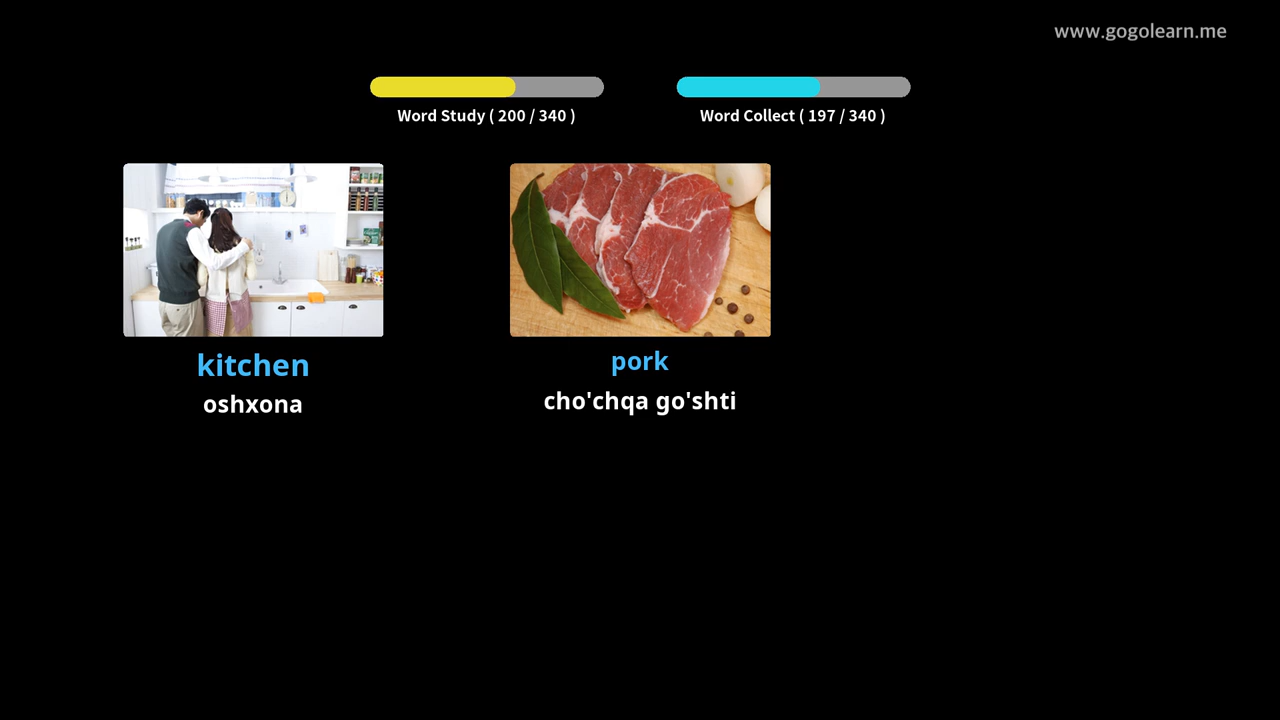 www.gogolearn.me
Word Study ( 200 / 340 )
Word Collect ( 197 / 340 )
kitchen
oshxona
pork
cho'chqa go'shti